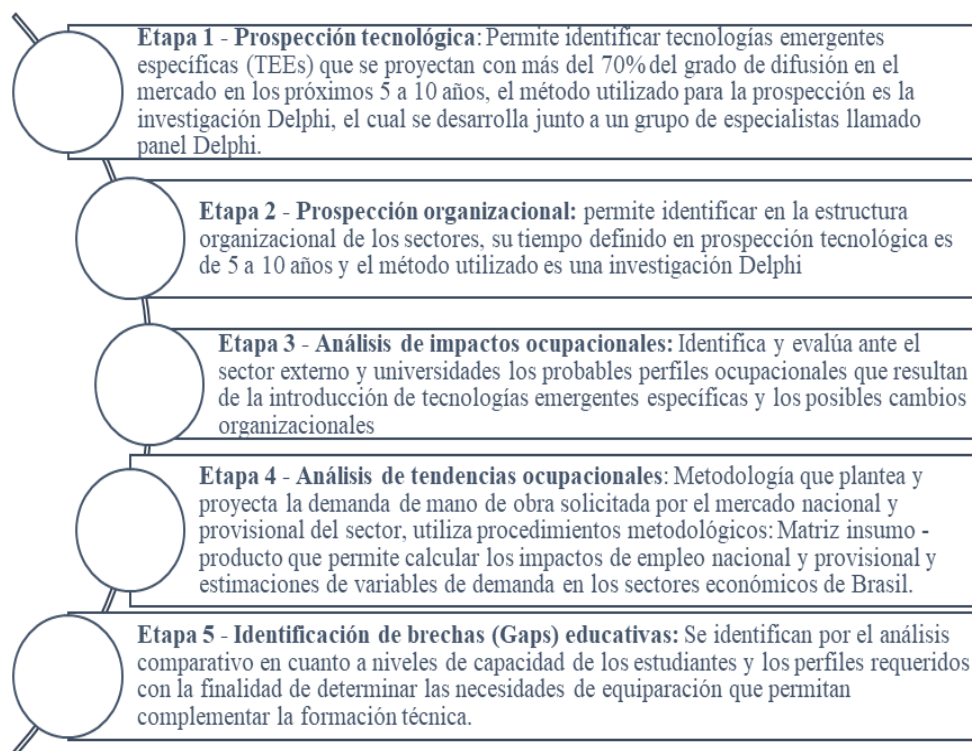 Etapa 1 - Prospección tecnológica: Permite identificar tecnologías emergentes
específicas (TEEs) que se proyectan con más del 70% del grado de difusión en el
mercado en los próximos 5 a 10 años, el método utilizado para la prospección es la
investigación Delphi, el cual se desarrolla junto a un grupo de especialistas llamado
panel Delphi.
Etapa 2 - Prospección organizacional: permite identificar en la estructura
organizacional de los sectores, su tiempo definido en prospección tecnológica es
de 5 a 10 años y el método utilizado es una investigación Delphi
Etapa 3 - Análisis de impactos ocupacionales: Identifica y evalúa ante el
sector externo y universidades los probables perfiles ocupacionales que resultan
de la introducción de tecnologías emergentes específicas y los posibles cambios
organizacionales
Etapa 4 - Análisis de tendencias ocupacionales: Metodología que plantea y
proyecta la demanda de mano de obra solicitada por el mercado nacional y
provisional del sector, utiliza procedimientos metodológicos: Matriz insumo -
producto que permite calcular los impactos de empleo nacional y provisional y
estimaciones de variables de demanda en los sectores económicos de Brasil.
Etapa 5 - Identificación de brechas (Gaps) educativas: Se identifican por el análisis
comparativo en cuanto a niveles de capacidad de los estudiantes y los perfiles requeridos
con la finalidad de determinar las necesidades de equiparación que permitan
complementar la formación técnica.